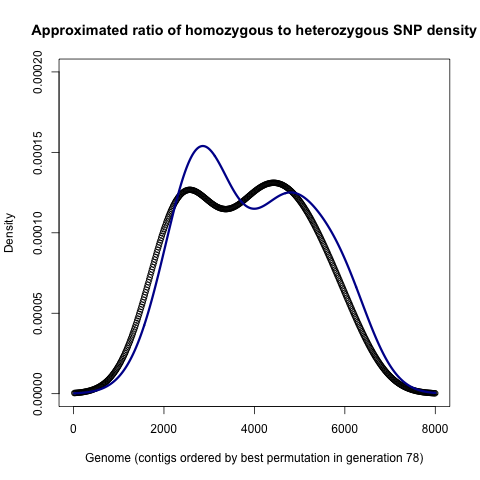 Approximated ratio of homozygous to heterozygous SNP density
Density
0.00020
0.00015
0.00010
0.00005
0.00000
0 2000 4000 6000 8000
Genome (contigs ordered by best permutation in generation 78)